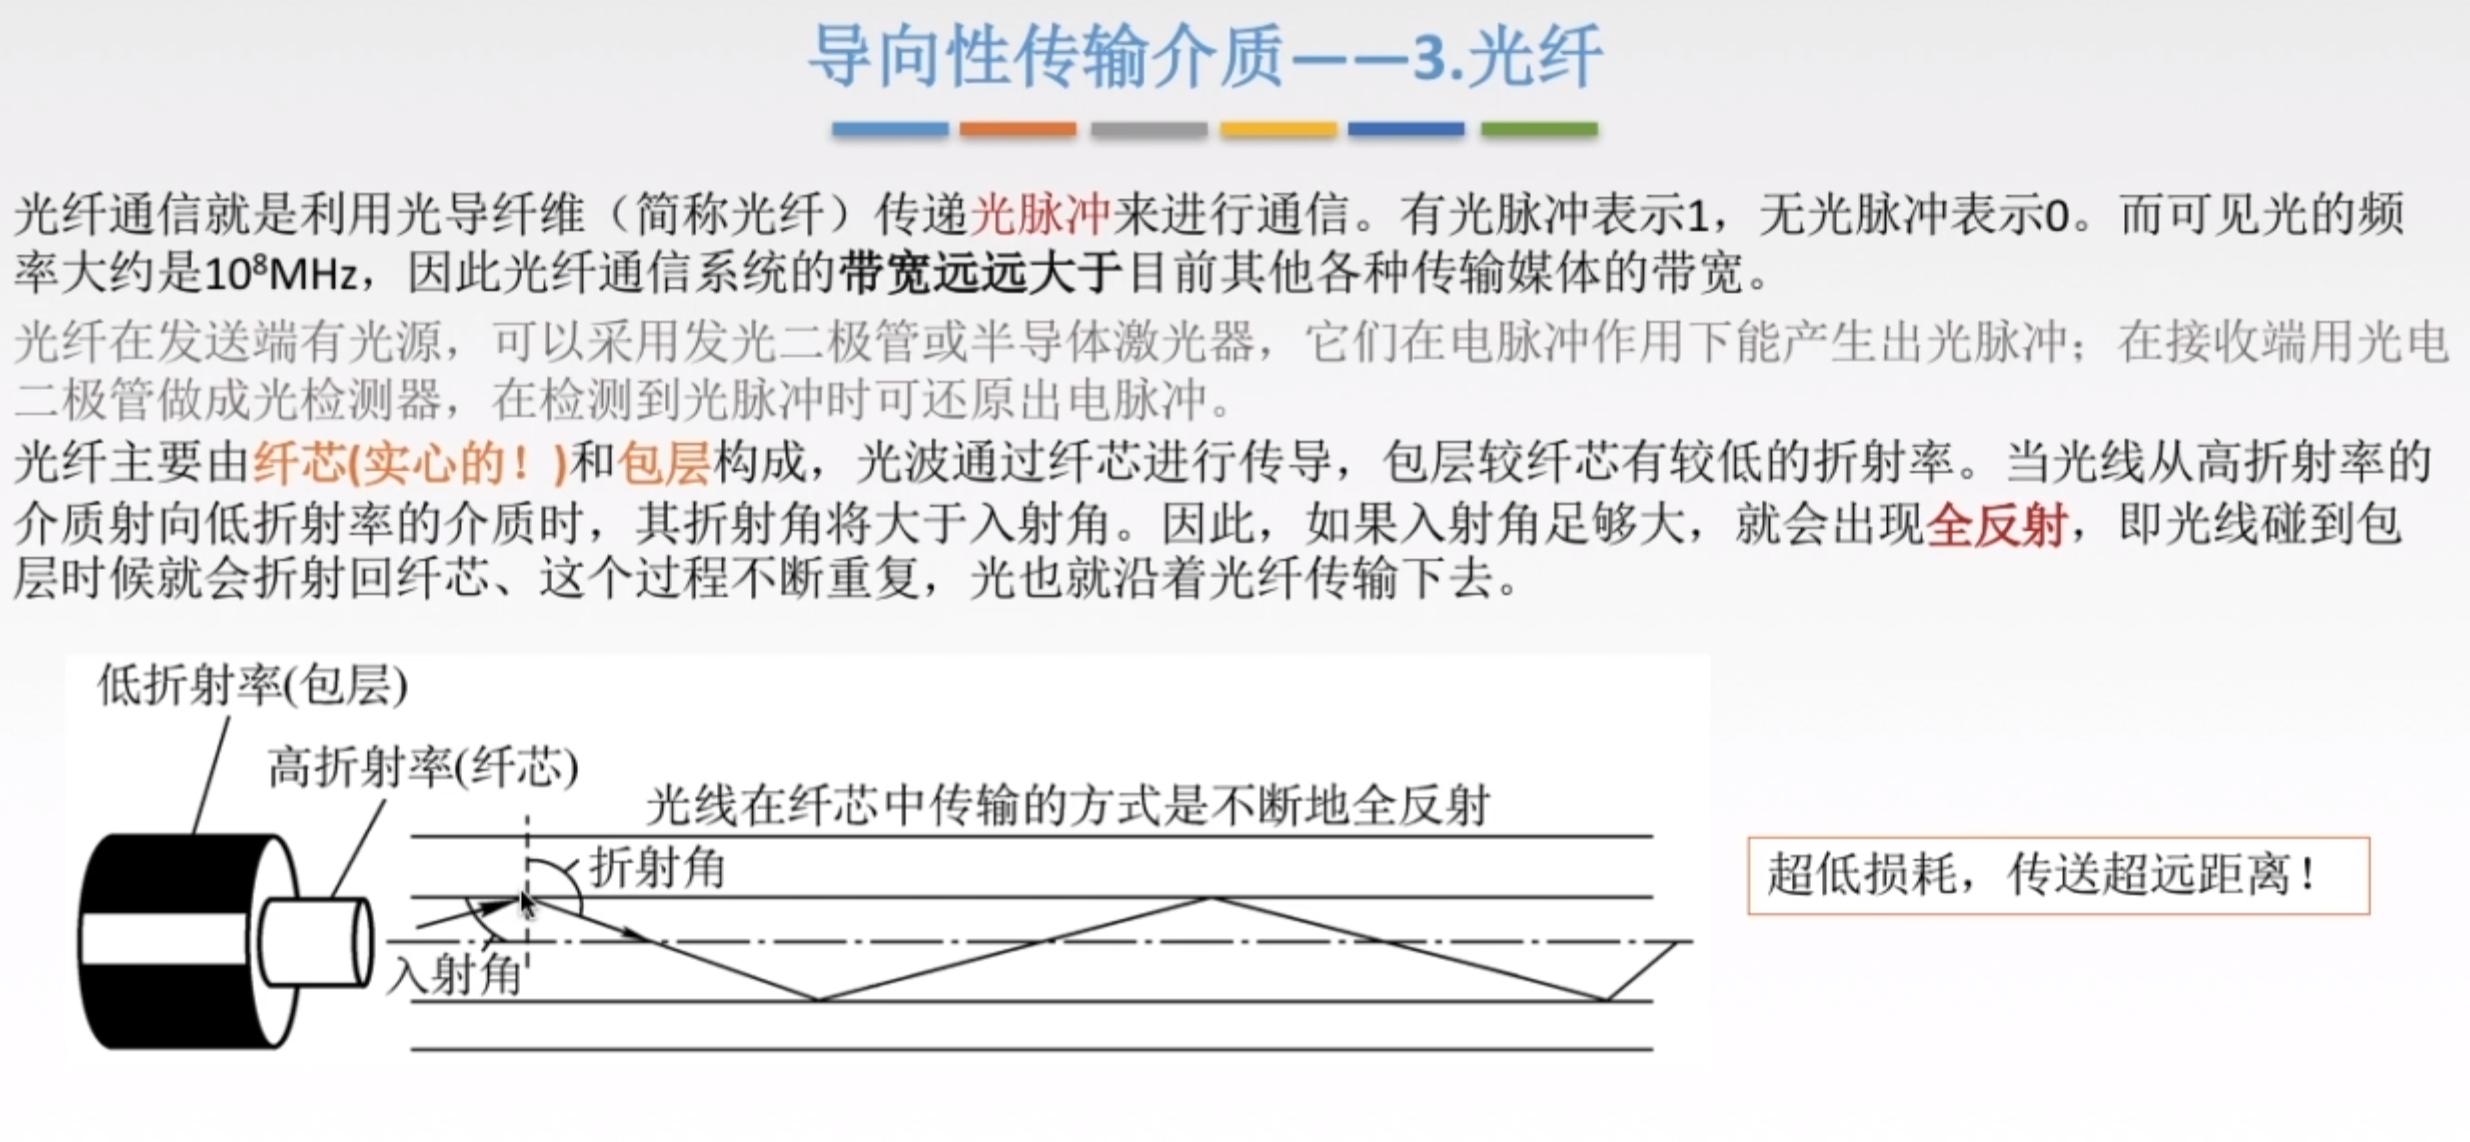 导向性传输介质——3.光纤
光纤通信就是利用光导纤维（简称光纤）传递光脉冲来进行通信。有光脉冲表示1，无光脉冲表示0。而可见光的频
率大约是10⁸MHz，因此光纤通信系统的带宽远远大于目前其他各种传输媒体的带宽。
光纤在发送端有光源，可以采用发光二极管或半导体激光器，它们在电脉冲作用下能产生出光脉冲；在接收端用光电
二极管做成光检测器，在检测到光脉冲时可还原出电脉冲。
光纤主要由纤芯(实心的！)和包层构成，光波通过纤芯进行传导，包层较纤芯有较低的折射率。当光线从高折射率的
介质射向低折射率的介质时，其折射角将大于入射角。因此，如果入射角足够大，就会出现全反射，即光线碰到包
层时候就会折射回纤芯、这个过程不断重复，光也就沿着光纤传输下去。
低折射率(包层)
高折射率(纤芯)
光线在纤芯中传输的方式是不断地全反射
折射角
入射角
超低损耗，传送超远距离！